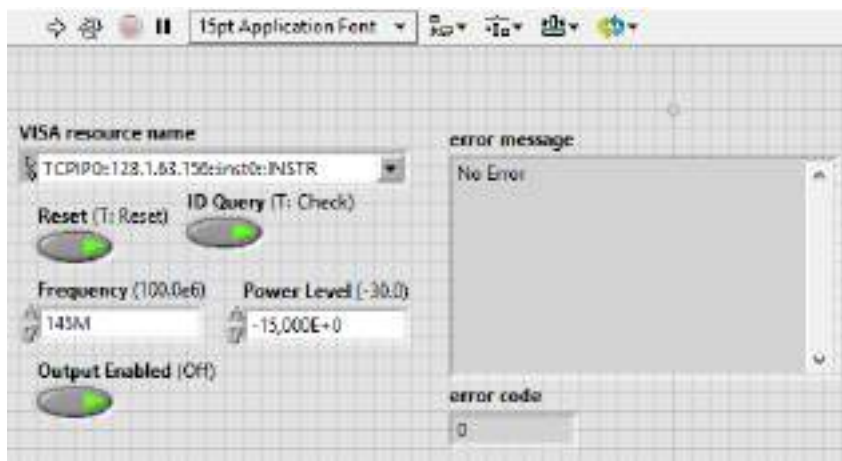 15pt Application Font
VISA resource name
TCPIP0::128.1.63.156::inst0::INSTR
Reset (T: Reset)
ID Query (T: Check)
Frequency (100.0e6)
145M
Power Level (-30.0)
-15,000E+0
Output Enabled (Off)
error message
No Error
error code
0